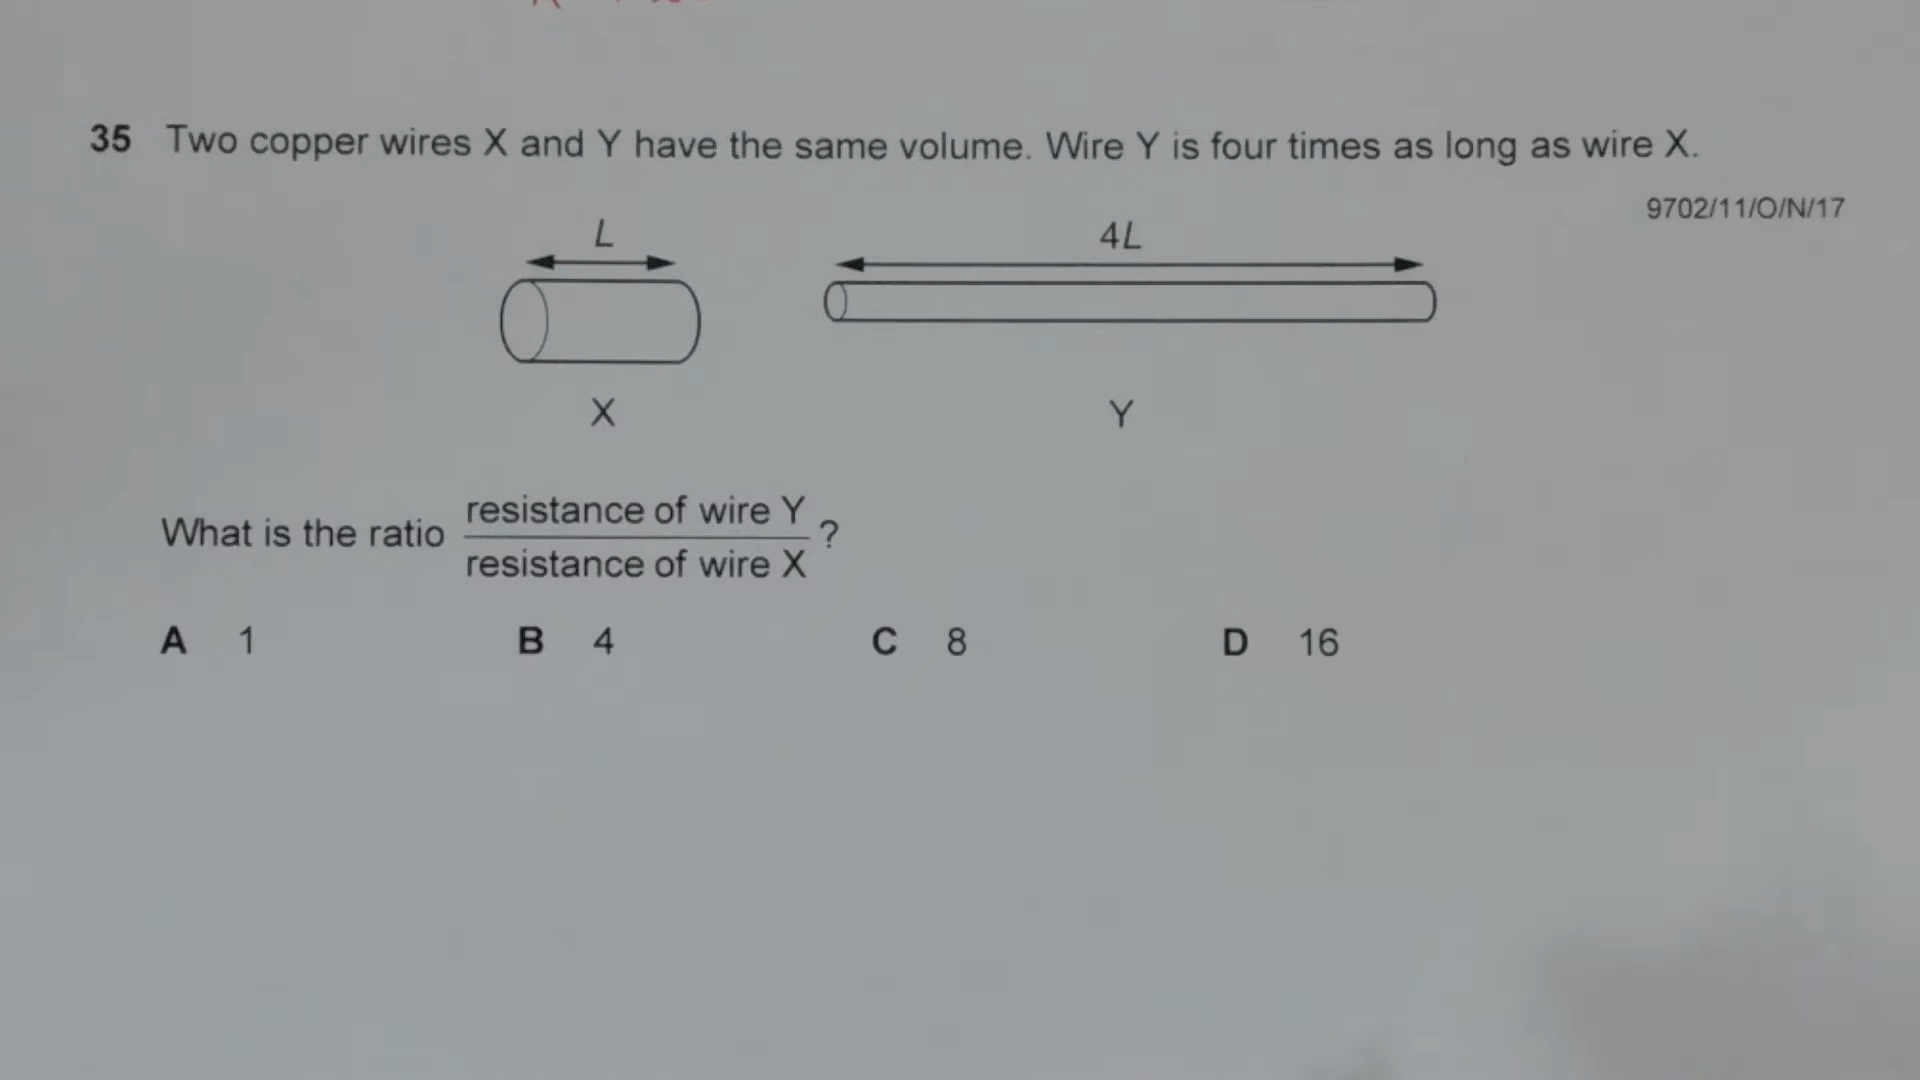 35 Two copper wires X and Y have the same volume. Wire Y is four times as long as wire X.
9702/11/O/N/17
L
4L
X
Y
What is the ratio resistance of wire Y / resistance of wire X ?
A 1 B 4 C 8 D 16